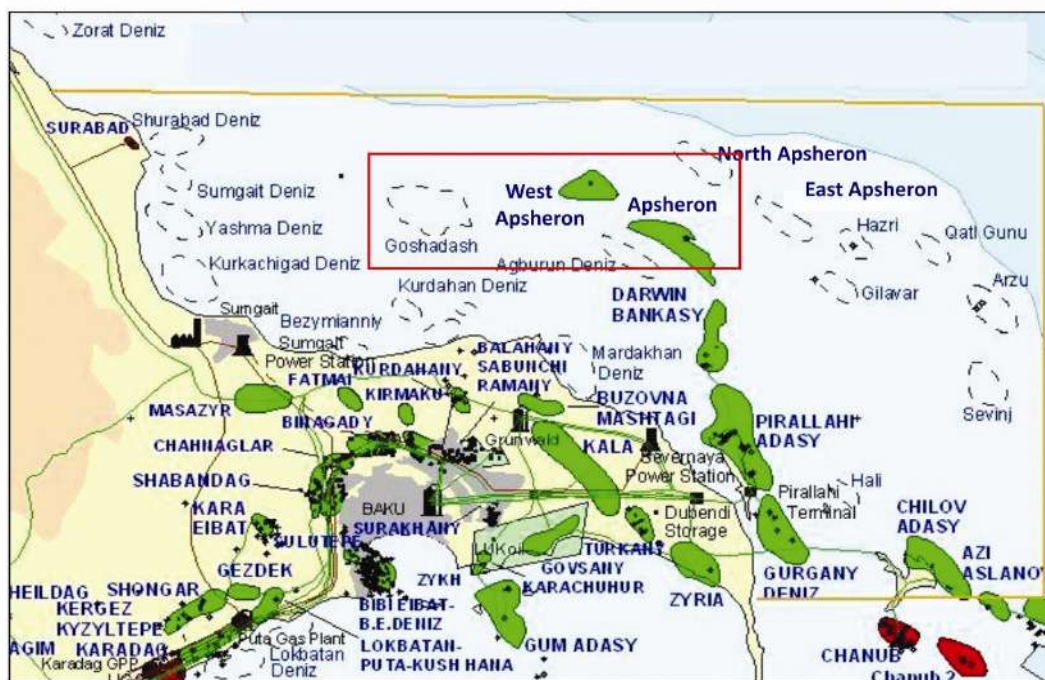 Zorat Deniz
Shurabad Deniz
SURABAD
North Apsheron
Sumgait Deniz
West
Apsheron
Apsheron
East Apsheron
Yashma Deniz
Goshadash
Hazri
Qatl Gunu
Agburun Deniz
Kurkachigad Deniz
Kurdahan Deniz
Gilavar
Arzu
DARWIN
BANKASY
Sumgait
Bezymianniy
Sumgait
Power Station
BALAHANY
SABUNCHI
RAMANY
Mardakhan
Deniz
KURDAHANY
FATMAI
KIRMAKU
BUZOVNA
MASHTAGI
Sevinj
MASAZYR
BINAGADY
PIRALLAHI
ADASY
CHAHNAGLAR
Grunwald
KALA
Severnaya
Power Station
SHABANDAG
Pirallahi
Terminal
Hali
KARA
EIBAT
BAKU
SURAKHANY
Dubendi
Storage
CHILOV
ADASY
SULUTEPE
LUKoil
TURKANY
GOVSANY
KARACHUHUR
AZI
ASLANOV
GEZDEK
ZYKH
GURGANY
DENIZ
HEILDAG
SHONGAR
KERGEZ
KYZYLTEPE
ZYRIA
BIBI EIBAT-
B.E.DENIZ
AGIM
KARADAG
Puta Gas Plant
LOKBATAN-
PUTA-KUSH HANA
GUM ADASY
Karadag GPP
Lokbatan
Deniz
CHANUB
Chanub 2